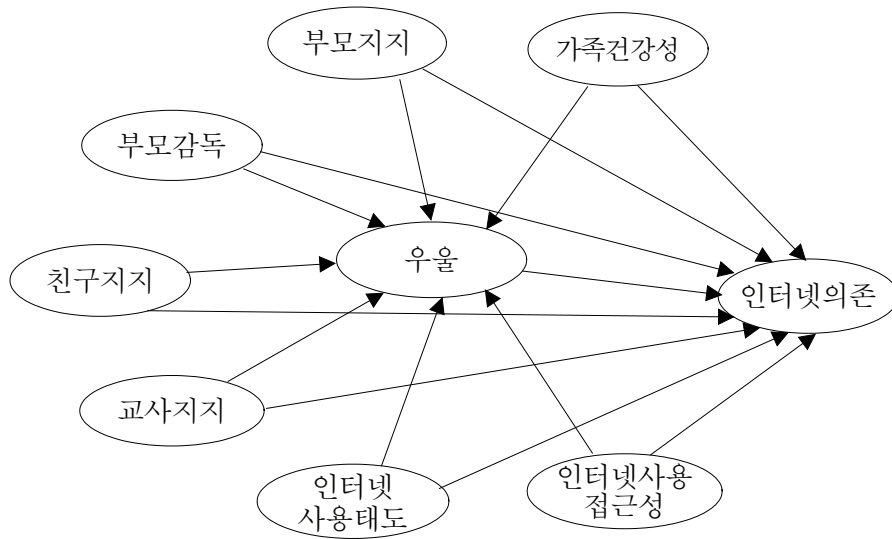 부모지지
가족건강성
부모감독
우울
친구지지
인터넷의존
교사지지
인터넷
사용태도
인터넷사용
접근성